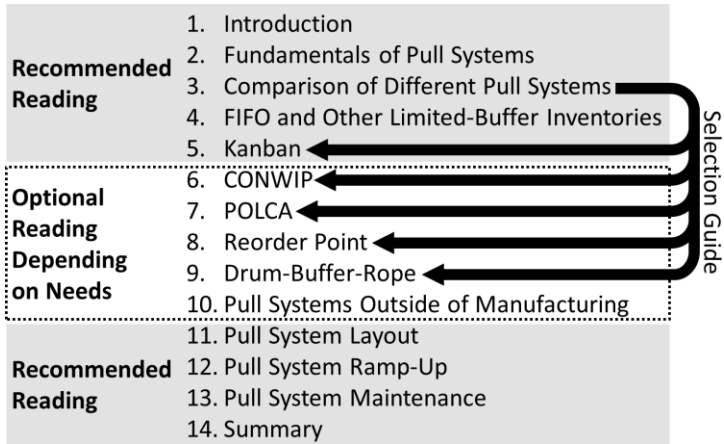 Recommended
Reading
1. Introduction
2. Fundamentals of Pull Systems
3. Comparison of Different Pull Systems
4. FIFO and Other Limited-Buffer Inventories
5. Kanban
Optional
Reading
Depending
on Needs
6. CONWIP
7. POLCA
8. Reorder Point
9. Drum-Buffer-Rope
10. Pull Systems Outside of Manufacturing
Recommended
Reading
11. Pull System Layout
12. Pull System Ramp-Up
13. Pull System Maintenance
14. Summary
Selection Guide